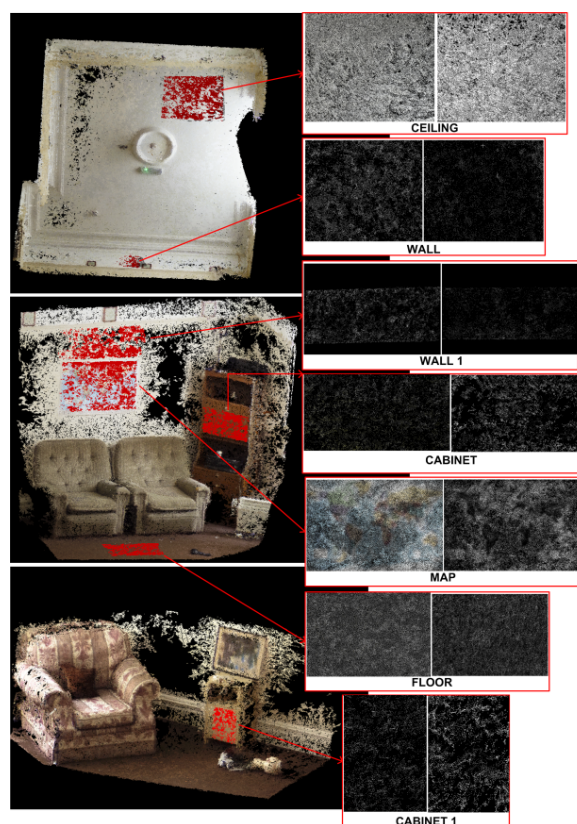 CEILING
WALL
WALL 1
CABINET
MAP
FLOOR
CABINET 1